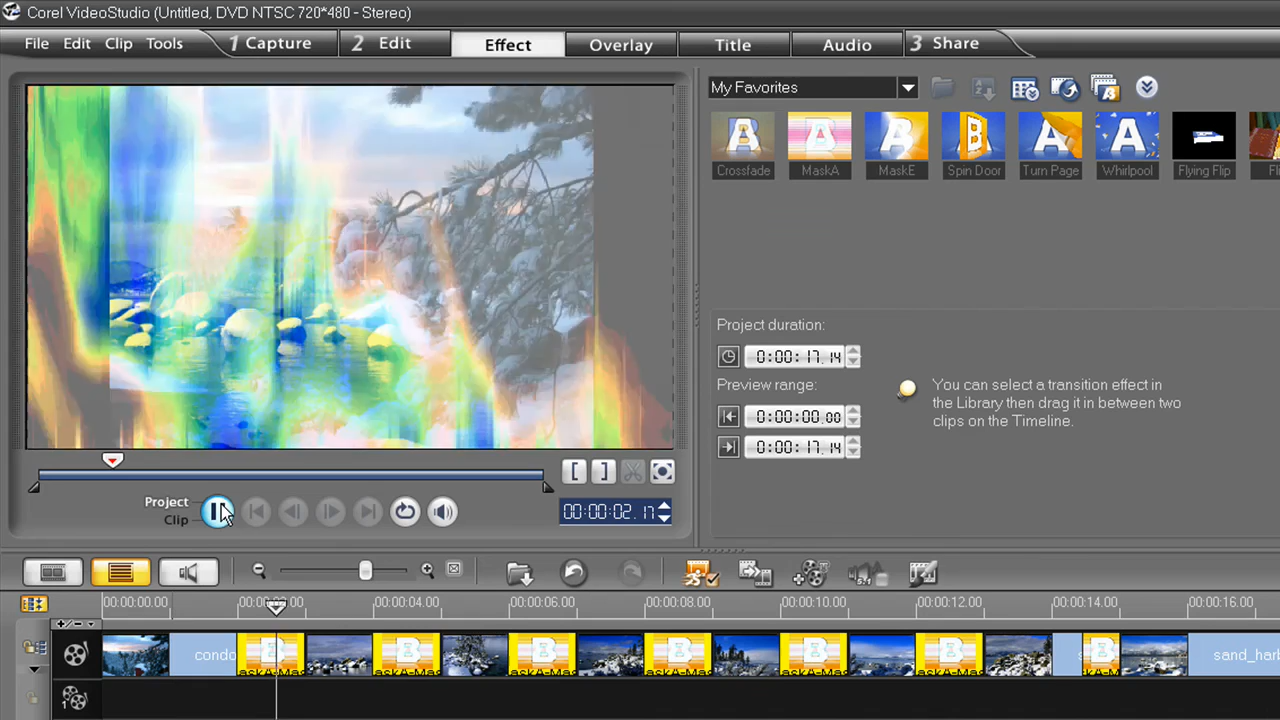 Corel VideoStudio (Untitled, DVD NTSC 720*480 - Stereo)
File Edit Clip Tools 1 Capture 2 Edit Effect Overlay Title Audio 3 Share
My Favorites
A A B A A
Crossfade MaskA MaskE Spin Door Turn Page Whirlpool Flying Flip
Project duration:
0:00:17.14
Preview range:
0:00:00.00
0:00:17.14
You can select a transition effect in
the Library then drag it in between two
clips on the Timeline.
Project
Clip
00:00:02.17
00:00:00.00 00:00:04.00 00:00:06.00 00:00:08.00 00:00:10.00 00:00:12.00 00:00:14.00 00:00:16.00
condo B B B B B B B sand_har